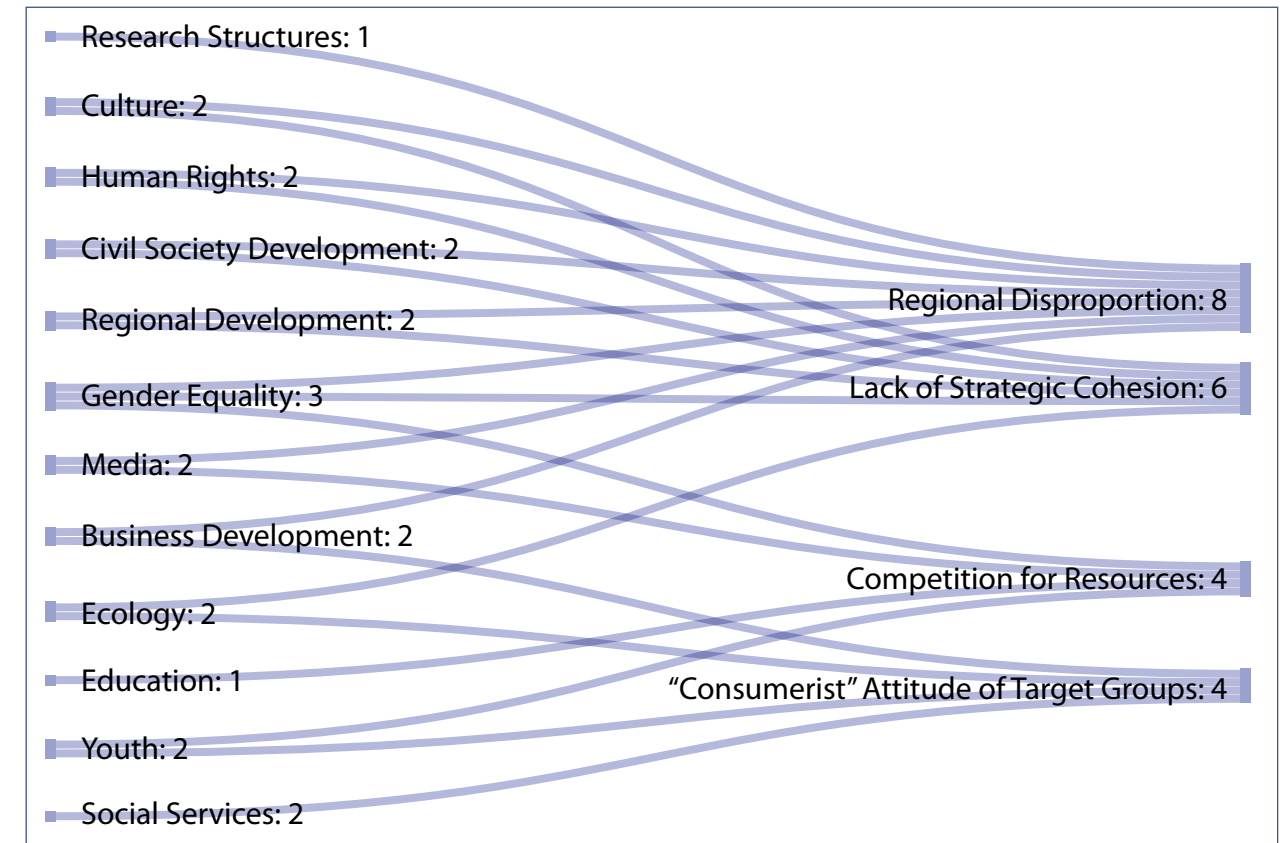 Research Structures: 1
Culture: 2
Human Rights: 2
Civil Society Development: 2
Regional Development: 2
Gender Equality: 3
Media: 2
Business Development: 2
Ecology: 2
Education: 1
Youth: 2
Social Services: 2
Regional Disproportion: 8
Lack of Strategic Cohesion: 6
Competition for Resources: 4
“Consumerist” Attitude of Target Groups: 4